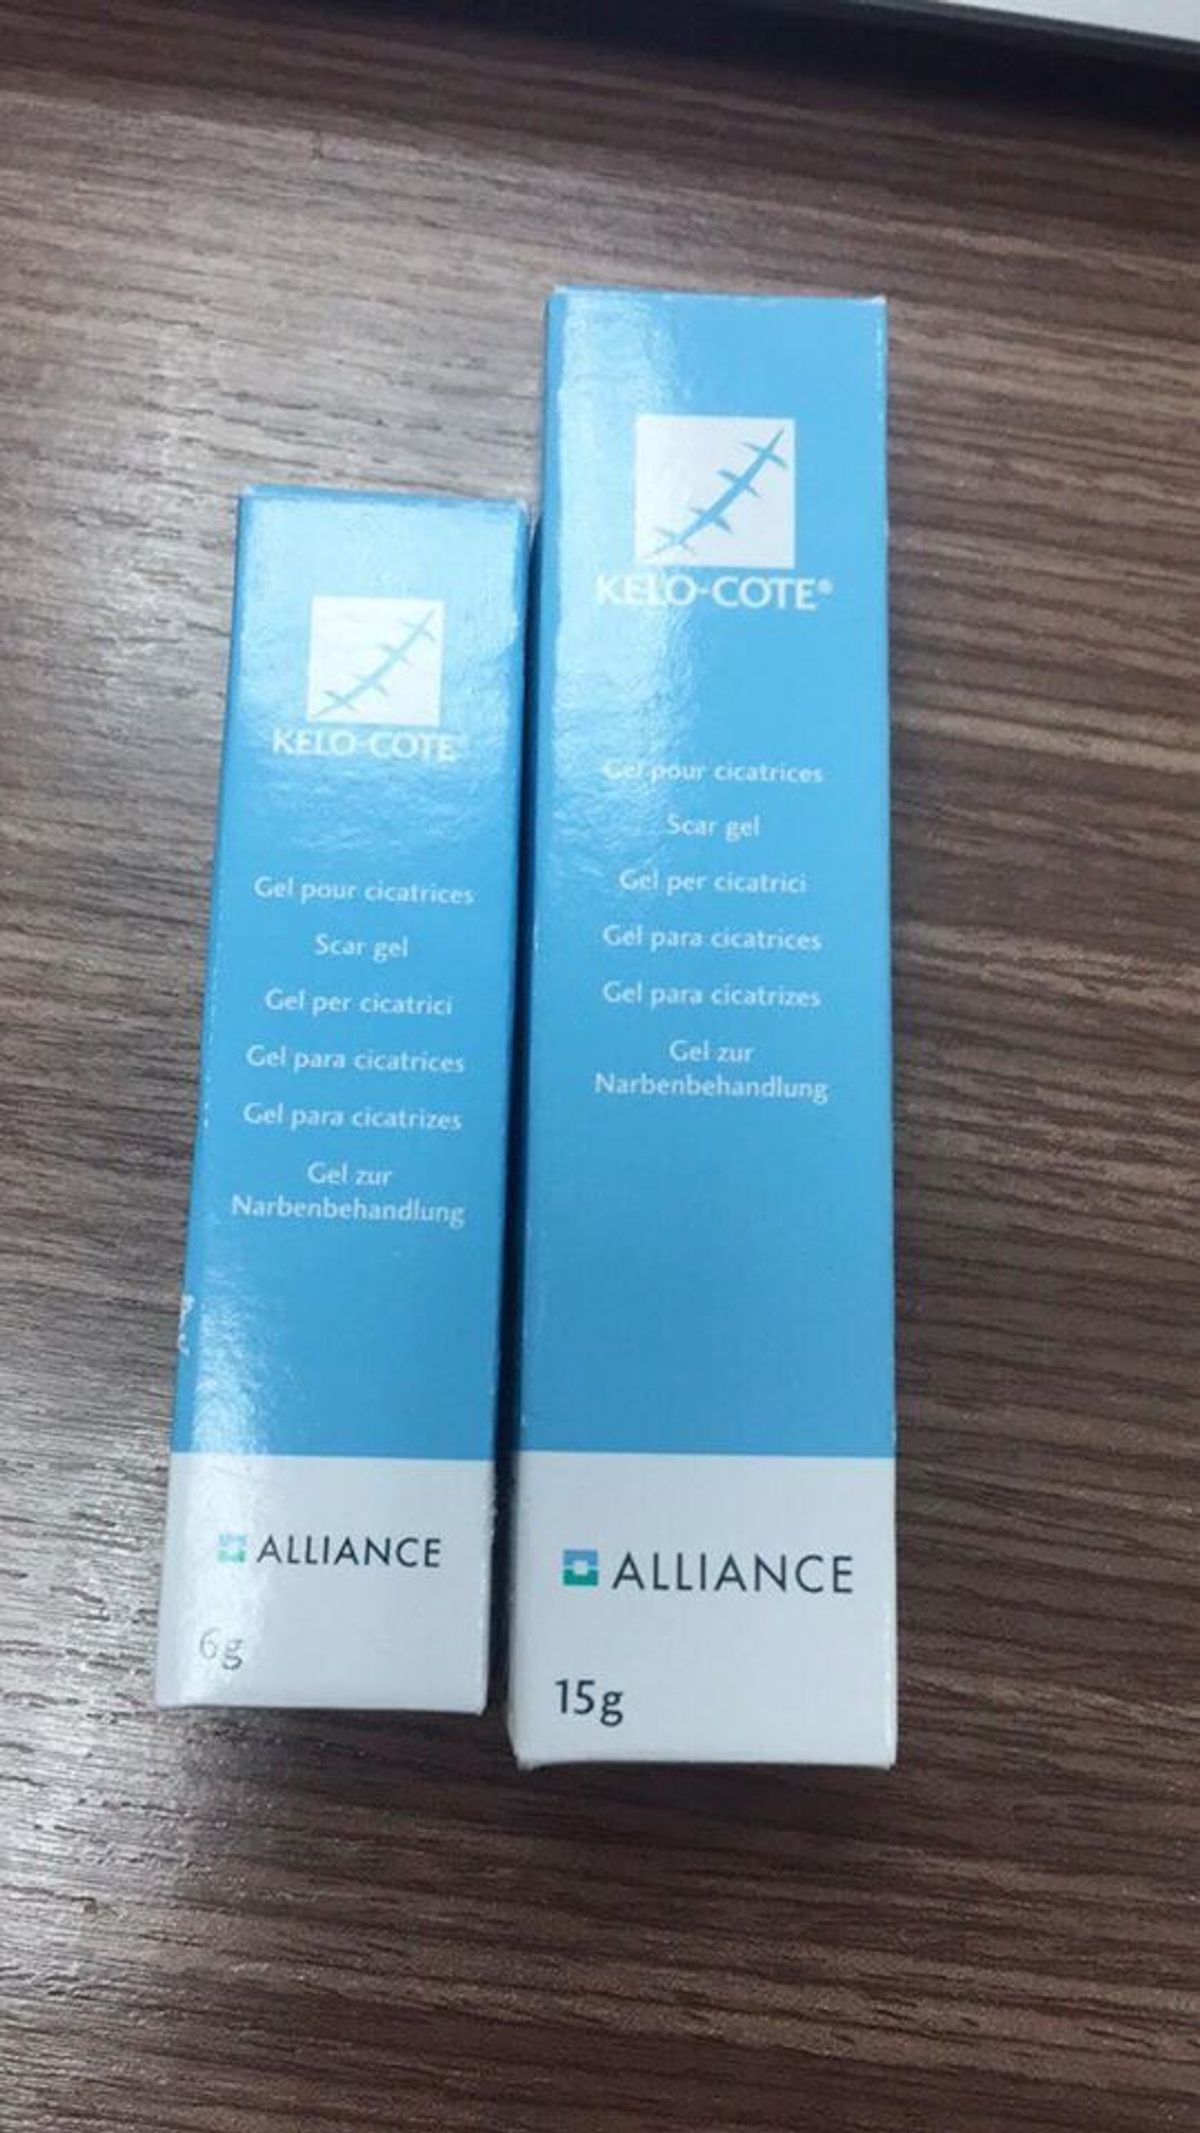 KELO-COTE
Gel pour cicatrices
Scar gel
Gel per cicatrici
Gel para cicatrices
Gel para cicatrizes
Gel zur
Narbenbehandlung
ALLIANCE
6g
KELO-COTE®
Gel pour cicatrices
Scar gel
Gel per cicatrici
Gel para cicatrices
Gel para cicatrizes
Gel zur
Narbenbehandlung
ALLIANCE
15g